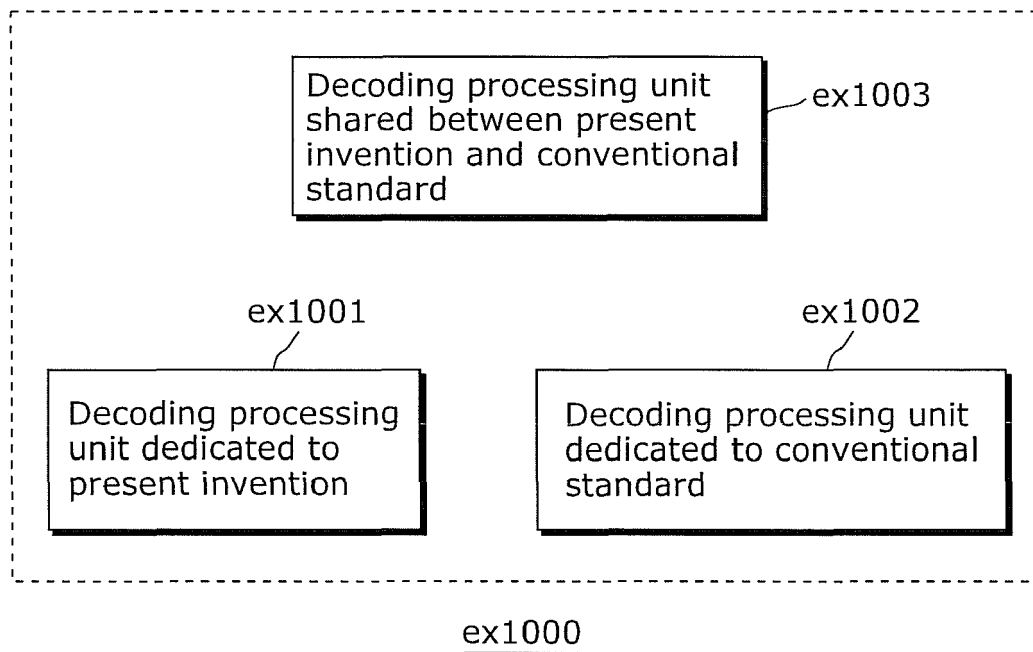 Decoding processing unit
shared between present
invention and conventional
standard
ex1003
ex1001
Decoding processing
unit dedicated to
present invention
ex1002
Decoding processing unit
dedicated to conventional
standard
ex1000